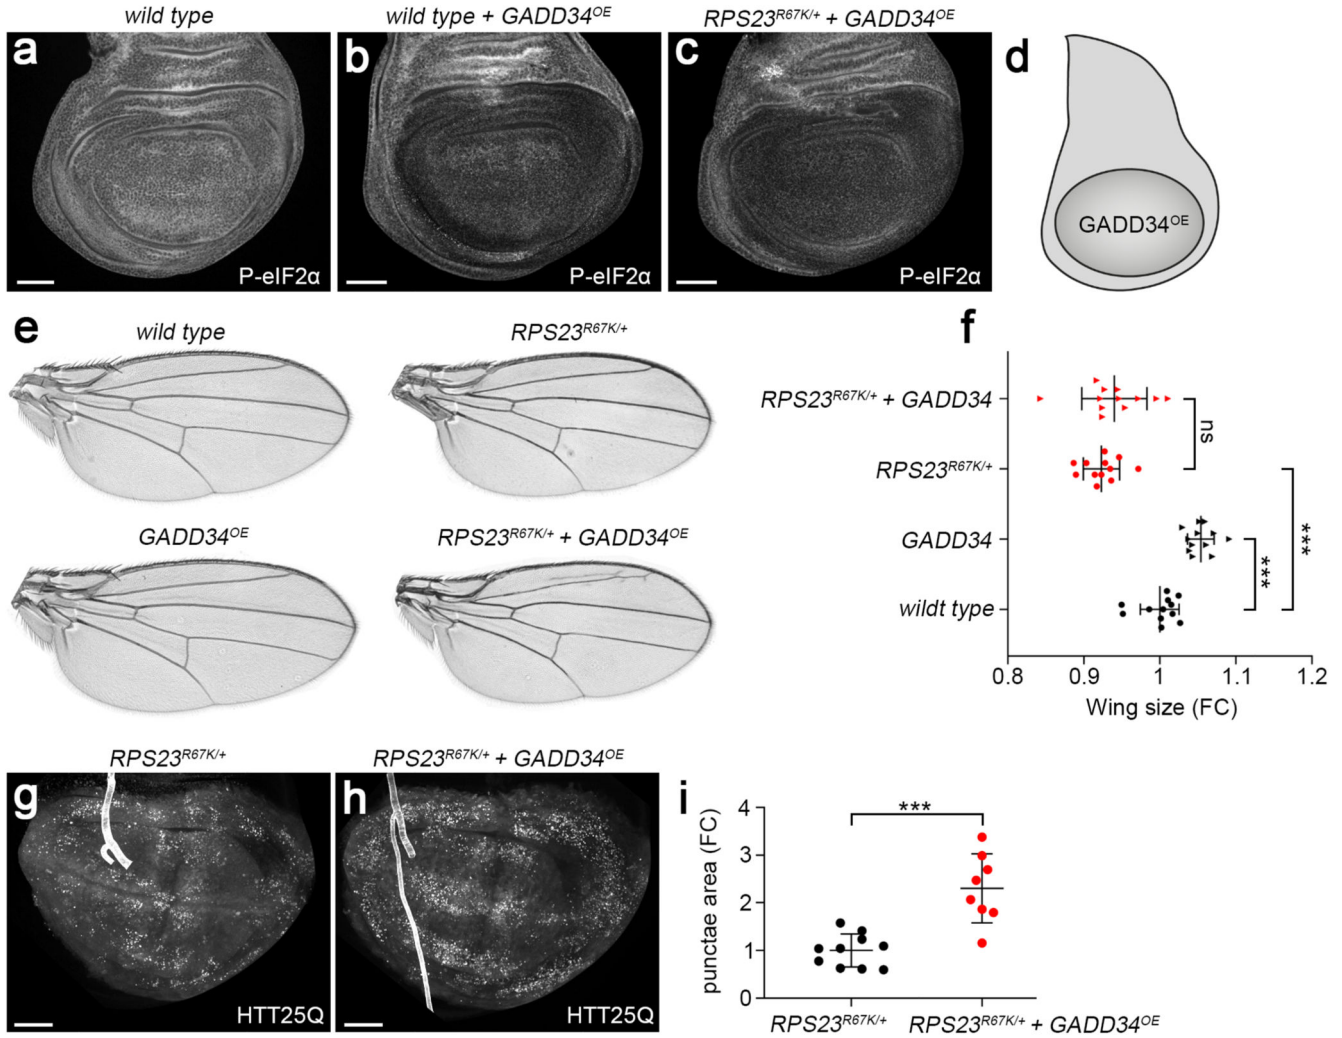 wild type
wild type + GADD34ᴼᴱ
RPS23ᴿ⁶⁷ᴷ/⁺ + GADD34ᴼᴱ
a
P-eIF2α
b
P-eIF2α
c
P-eIF2α
d
GADD34ᴼᴱ
e
wild type
RPS23ᴿ⁶⁷ᴷ/⁺
GADD34ᴼᴱ
RPS23ᴿ⁶⁷ᴷ/⁺ + GADD34ᴼᴱ
f
RPS23ᴿ⁶⁷ᴷ/⁺ + GADD34
RPS23ᴿ⁶⁷ᴷ/⁺
GADD34
wildt type
ns
***
***
0.8 0.9 1 1.1 1.2
Wing size (FC)
RPS23ᴿ⁶⁷ᴷ/⁺
RPS23ᴿ⁶⁷ᴷ/⁺ + GADD34ᴼᴱ
g
HTT25Q
h
HTT25Q
i
***
4
3
2
1
0
punctae area (FC)
RPS23ᴿ⁶⁷ᴷ/⁺
RPS23ᴿ⁶⁷ᴷ/⁺ + GADD34ᴼᴱ